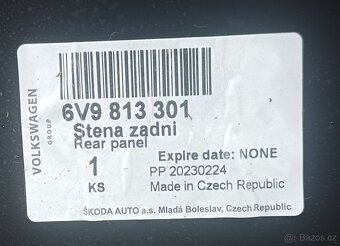 VOLKSWAGEN
GROUP
6V9 813 301
Stena zadni
Rear panel
1
KS
Expire date: NONE
PP 20230224
Made in Czech Republic
ŠKODA AUTO a.s. Mladá Boleslav, Czech Republic
Bazos.cz